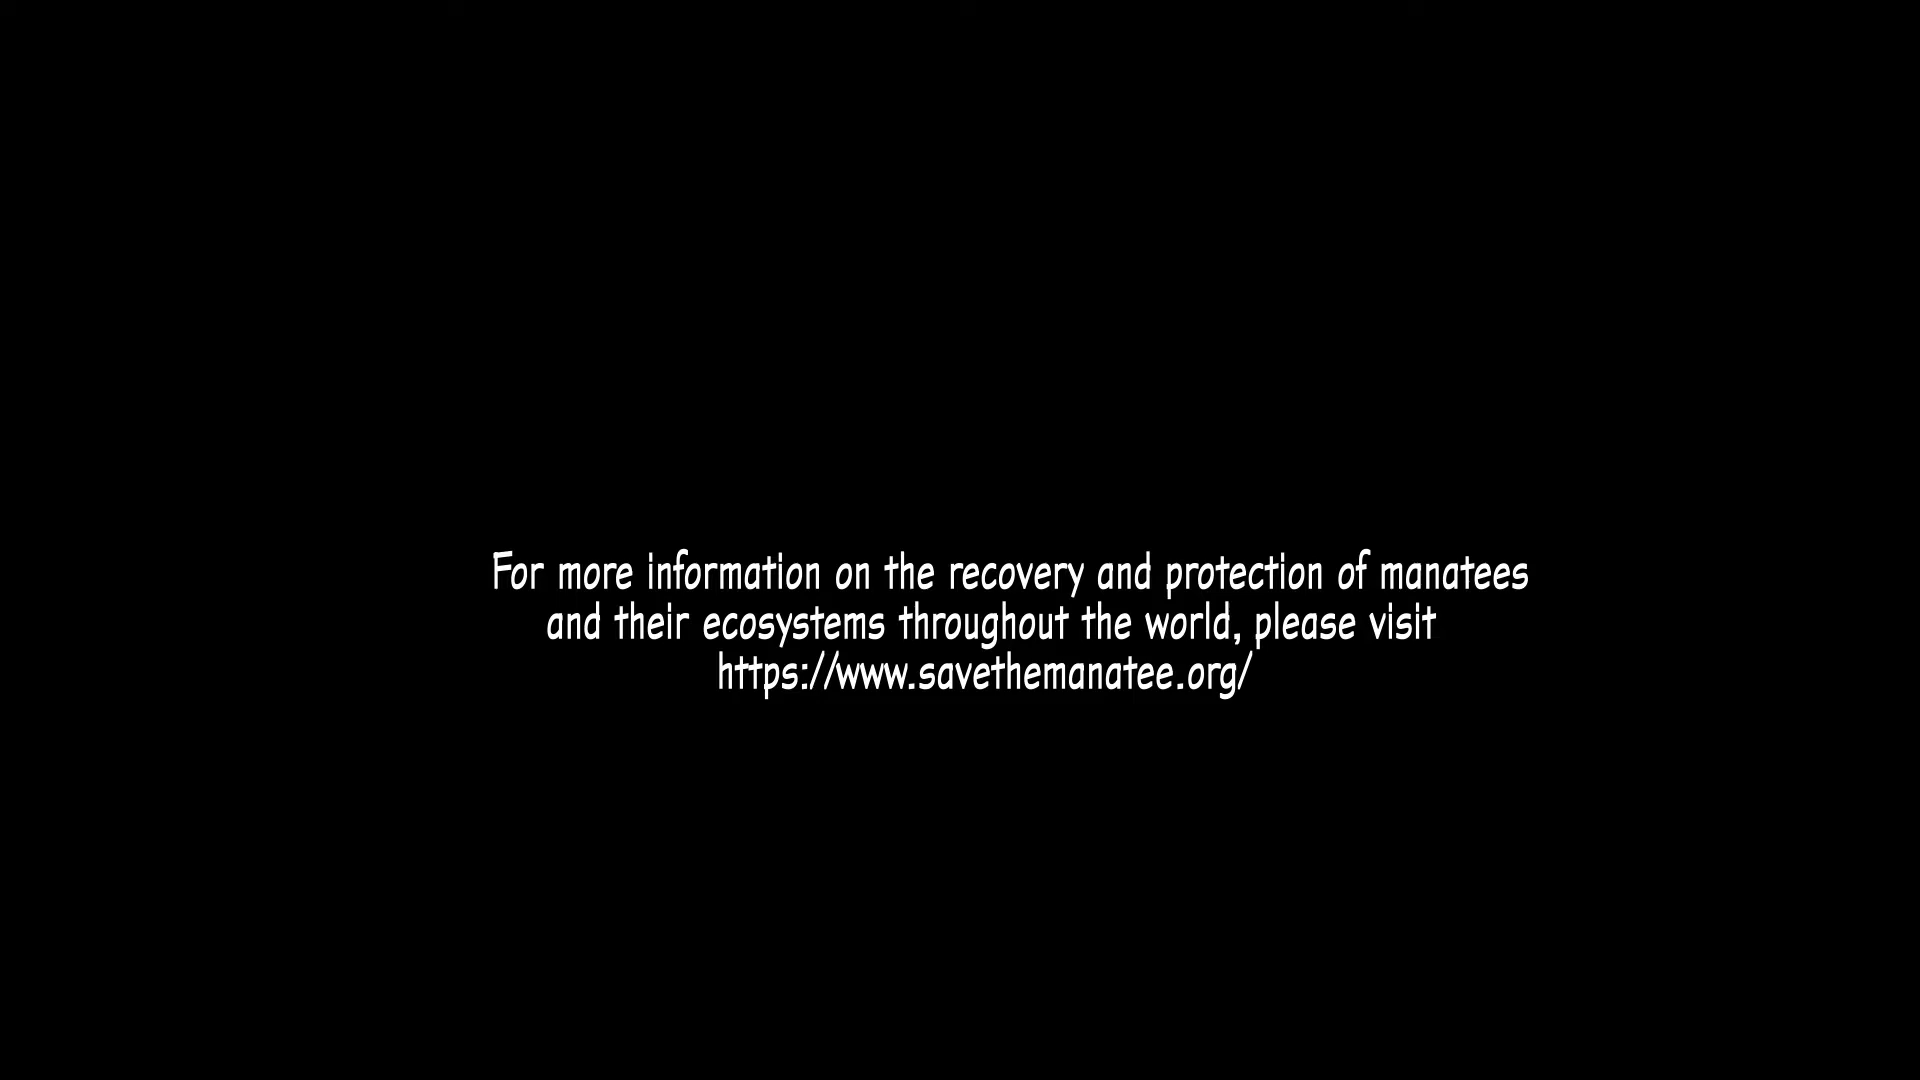 For more information on the recovery and protection of manatees
and their ecosystems throughout the world, please visit
https://www.savethemanatee.org/